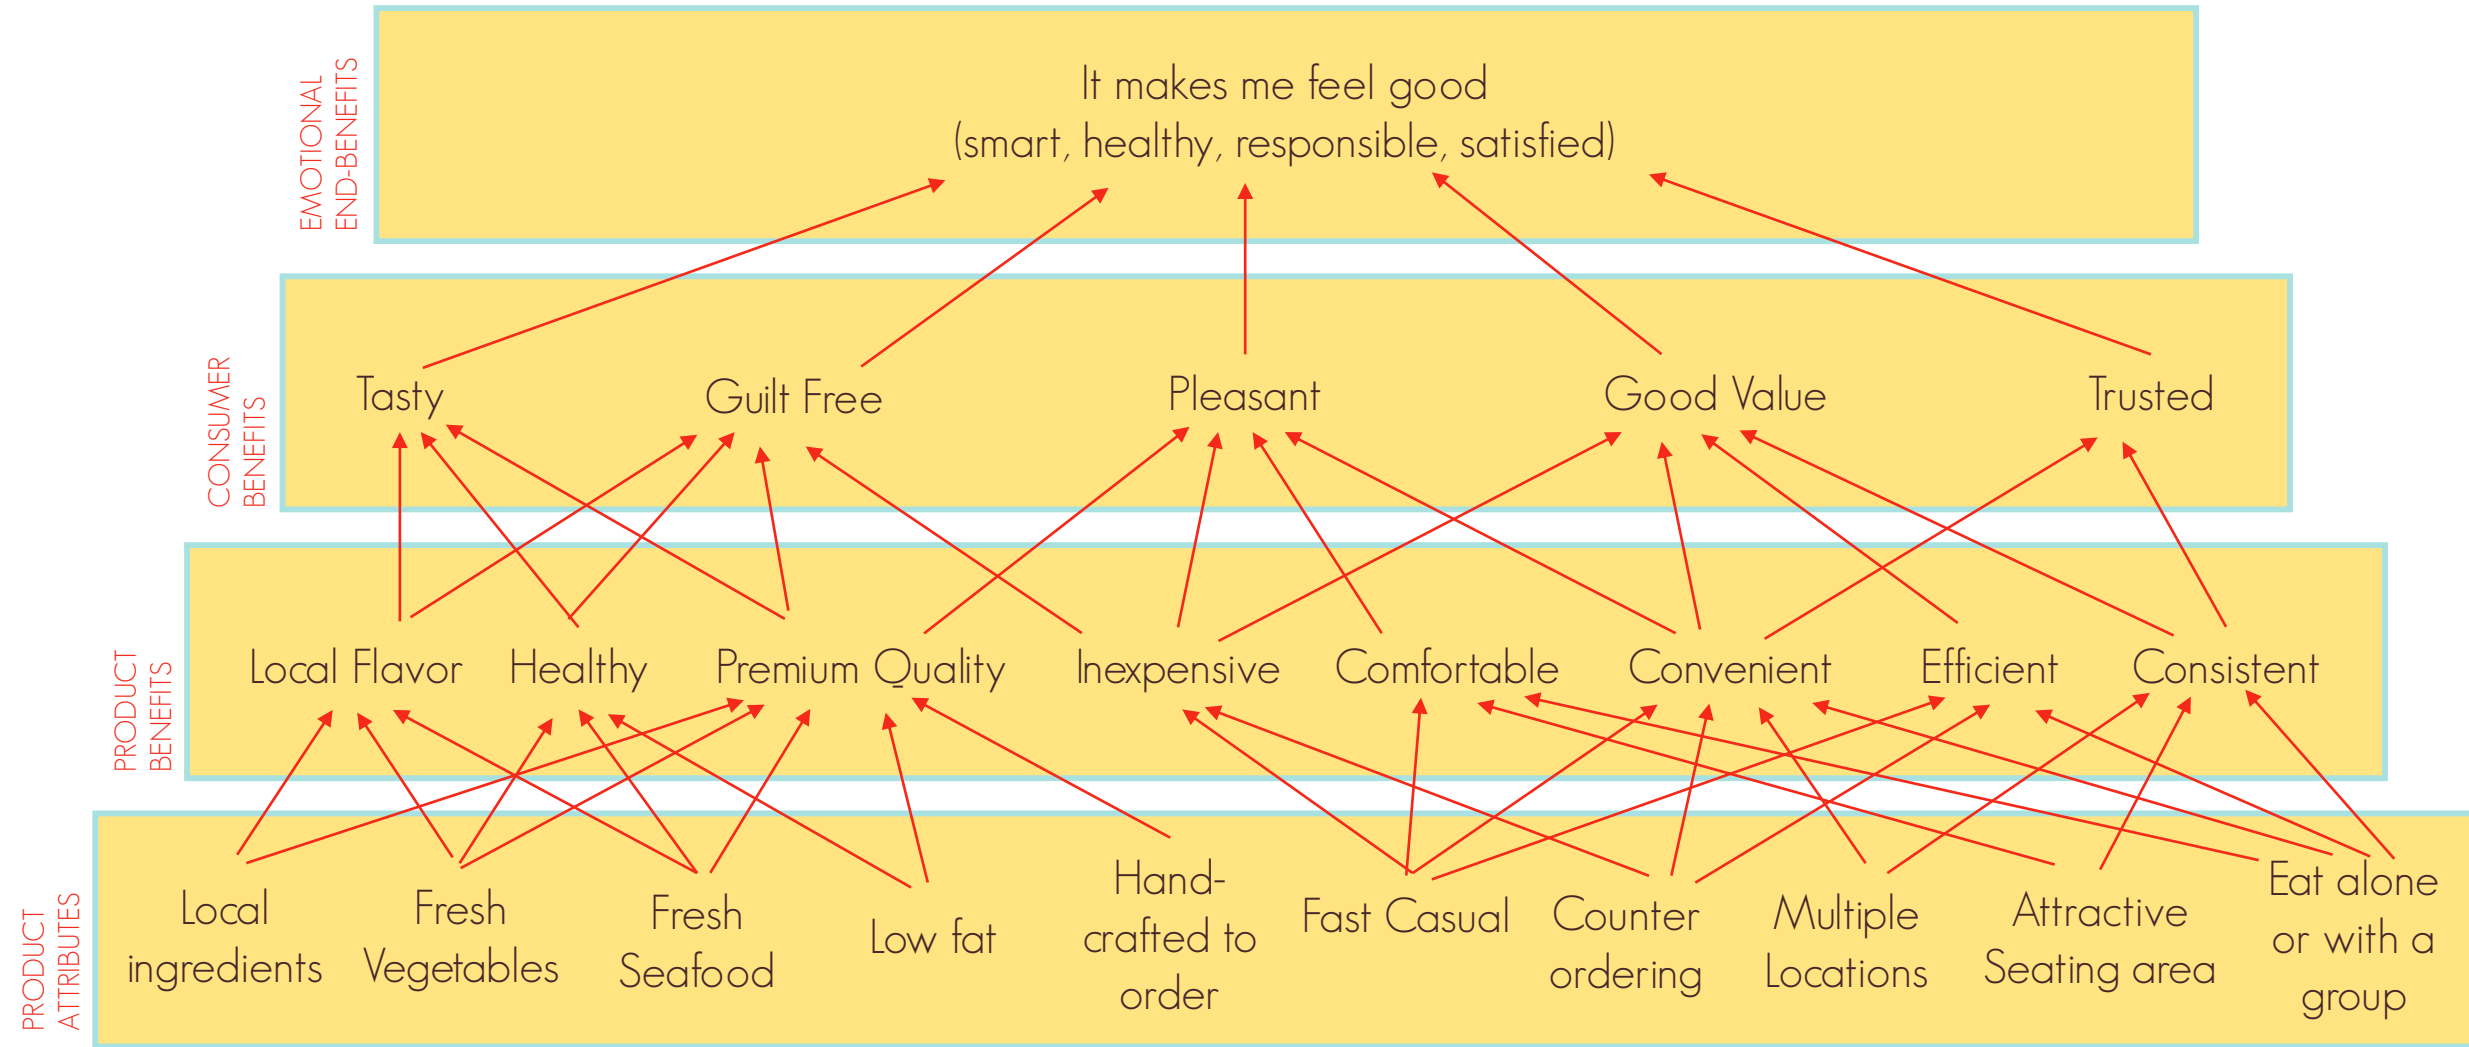 EMOTIONAL
END-BENEFITS
It makes me feel good
(smart, healthy, responsible, satisfied)
CONSUMER
BENEFITS
Tasty
Guilt Free
Pleasant
Good Value
Trusted
PRODUCT
BENEFITS
Local Flavor
Healthy
Premium Quality
Inexpensive
Comfortable
Convenient
Efficient
Consistent
PRODUCT
ATTRIBUTES
Local
ingredients
Fresh
Vegetables
Fresh
Seafood
Low fat
Hand-
crafted to
order
Fast Casual
Counter
ordering
Multiple
Locations
Attractive
Seating area
Eat alone
or with a
group